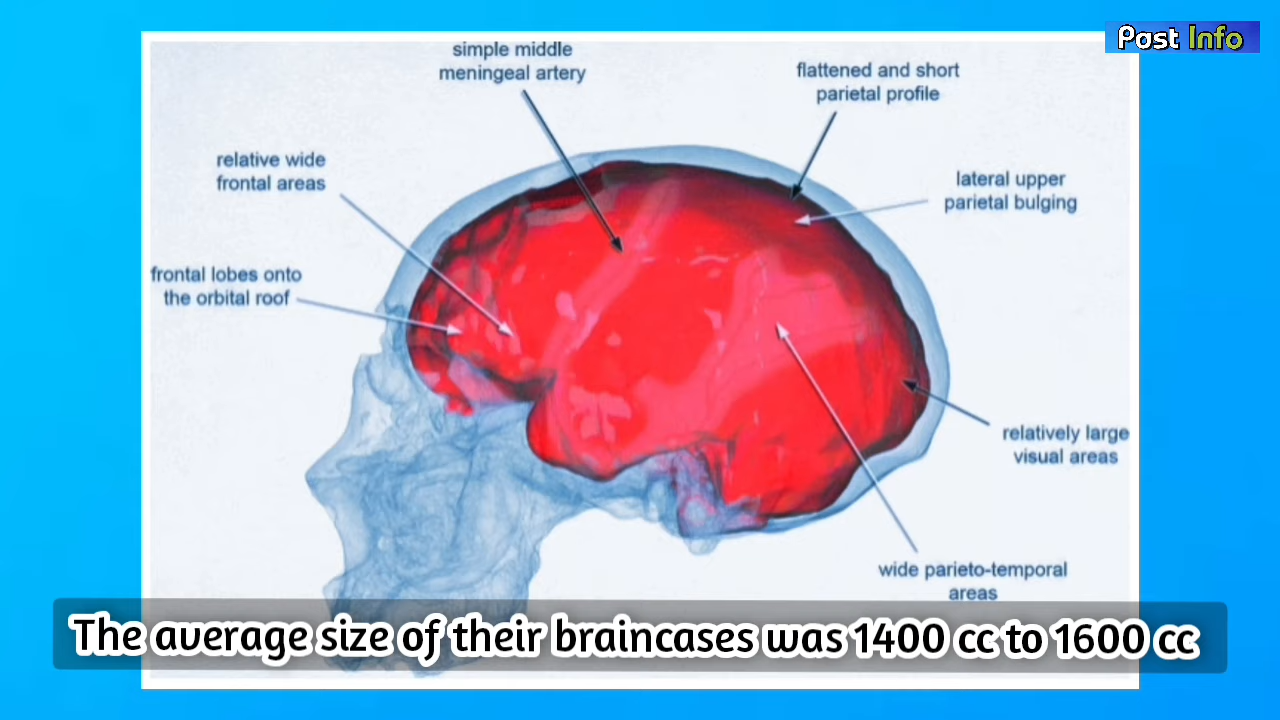 Past Info
simple middle
meningeal artery
flattened and short
parietal profile
relative wide
frontal areas
lateral upper
parietal bulging
frontal lobes onto
the orbital roof
relatively large
visual areas
wide parieto-temporal
areas
The average size of their braincases was 1400 cc to 1600 cc